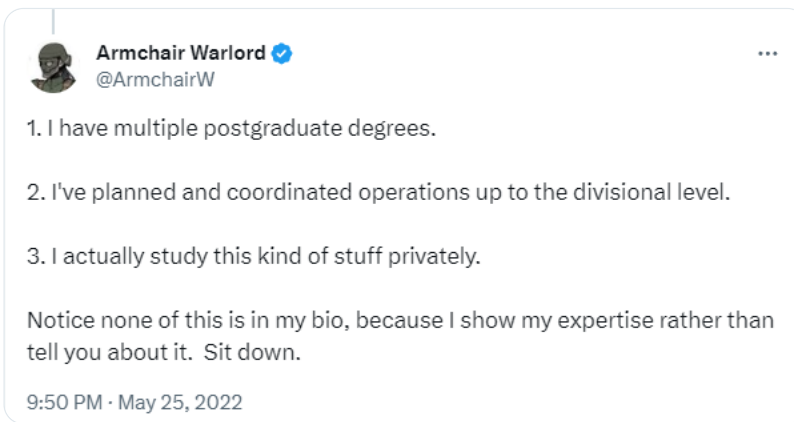 Armchair Warlord
@ArmchairW
1. I have multiple postgraduate degrees.
2. I've planned and coordinated operations up to the divisional level.
3. I actually study this kind of stuff privately.
Notice none of this is in my bio, because I show my expertise rather than
tell you about it.  Sit down.
9:50 PM · May 25, 2022